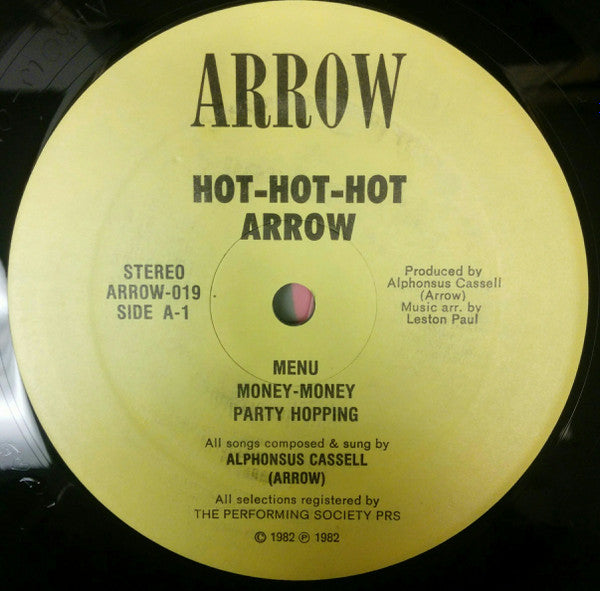 ARROW
HOT-HOT-HOT
ARROW
STEREO
ARROW-019
SIDE A-1
Produced by
Alphonsus Cassell
(Arrow)
Music arr. by
Leston Paul
MENU
MONEY-MONEY
PARTY HOPPING
All songs composed & sung by
ALPHONSUS CASSELL
(ARROW)
All selections registered by
THE PERFORMING SOCIETY PRS
© 1982 ℗ 1982